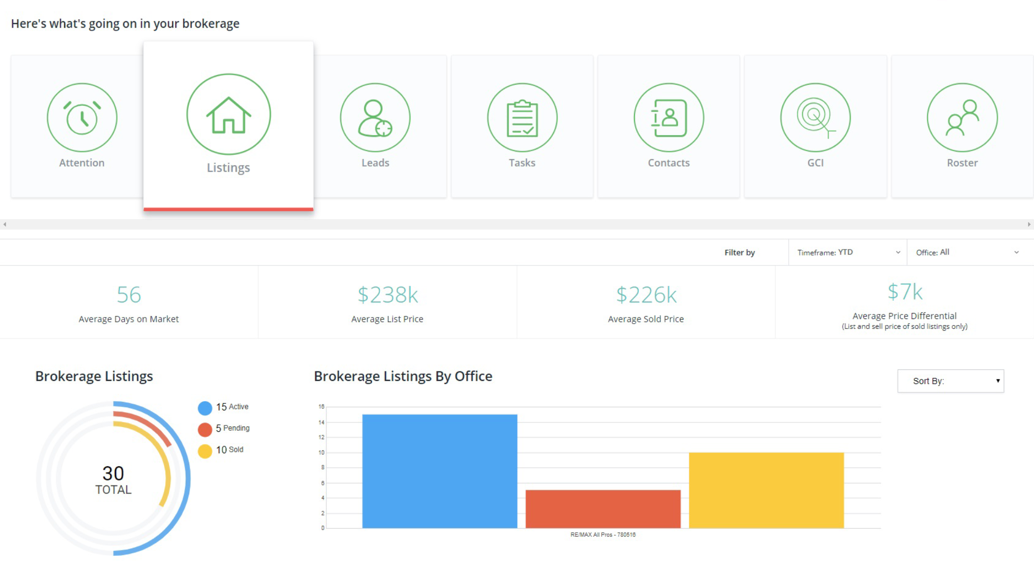 Here's what's going on in your brokerage
Attention
Listings
Leads
Tasks
Contacts
GCI
Roster
Filter by
Timeframe: YTD
Office: All
56
Average Days on Market
$238k
Average List Price
$226k
Average Sold Price
$7k
Average Price Differential
(List and sell price of sold listings only)
Brokerage Listings
15 Active
5 Pending
10 Sold
30
TOTAL
Brokerage Listings By Office
Sort By:
16
14
12
10
8
6
4
2
0
RE/MAX All Pros - 780516